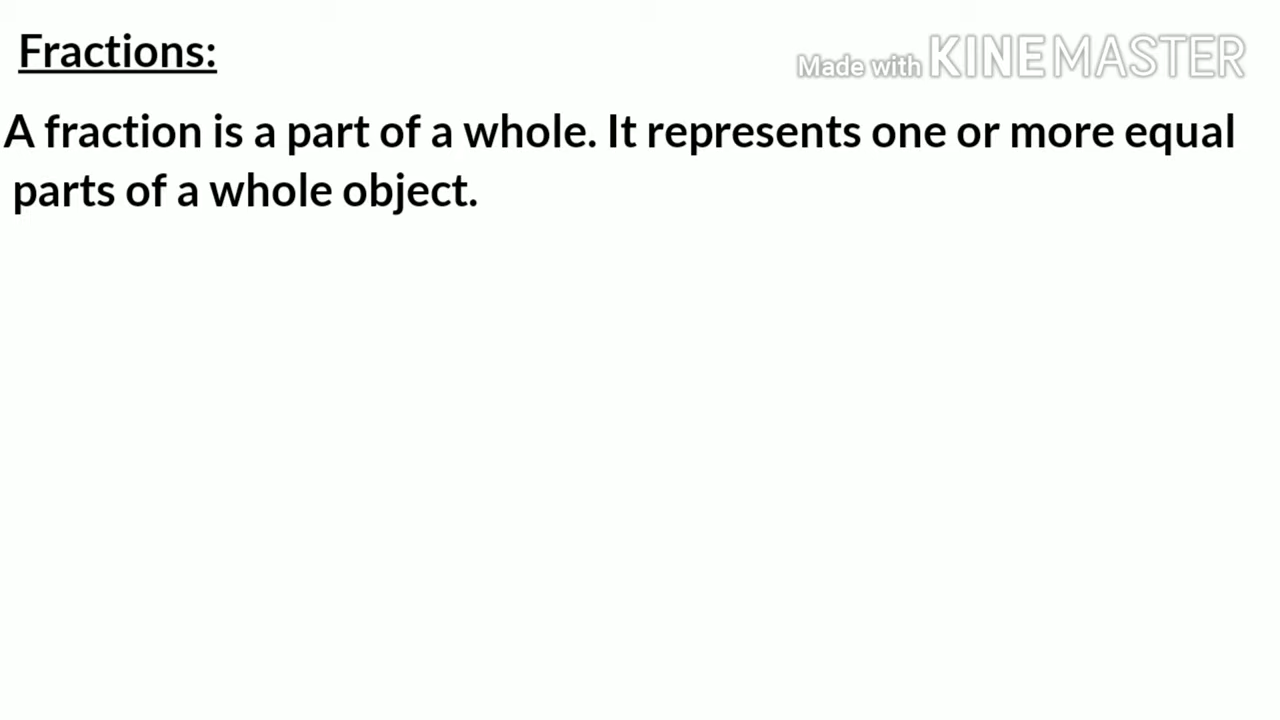 Fractions:
Made with KINEMASTER
A fraction is a part of a whole. It represents one or more equal
parts of a whole object.